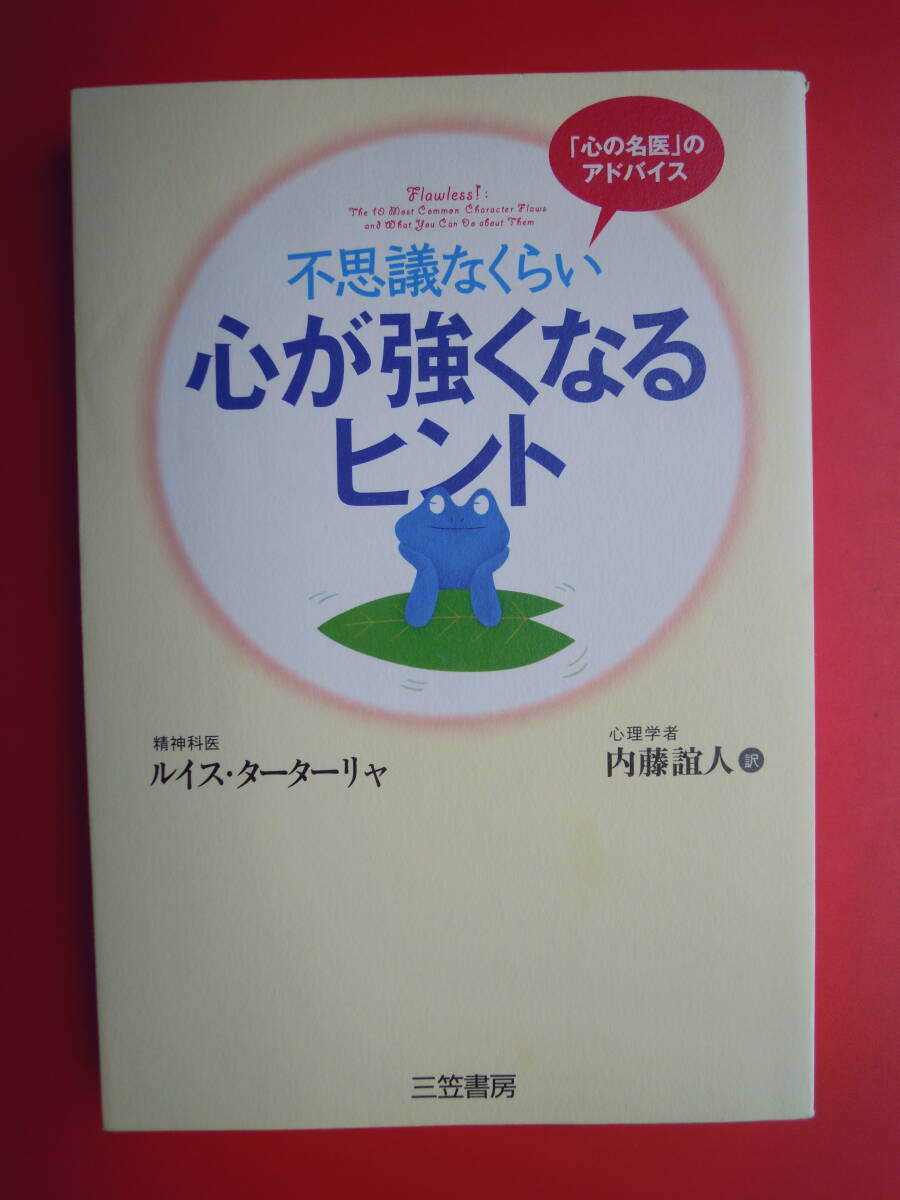 「心の名医」の
アドバイス
Flawless!:
The 10 Most Common Character Flaws
and What You Can Do about Them
不思議なくらい
心が強くなる
ヒント
精神科医
ルイス・ターターリャ
心理学者
内藤誼人 訳
三笠書房